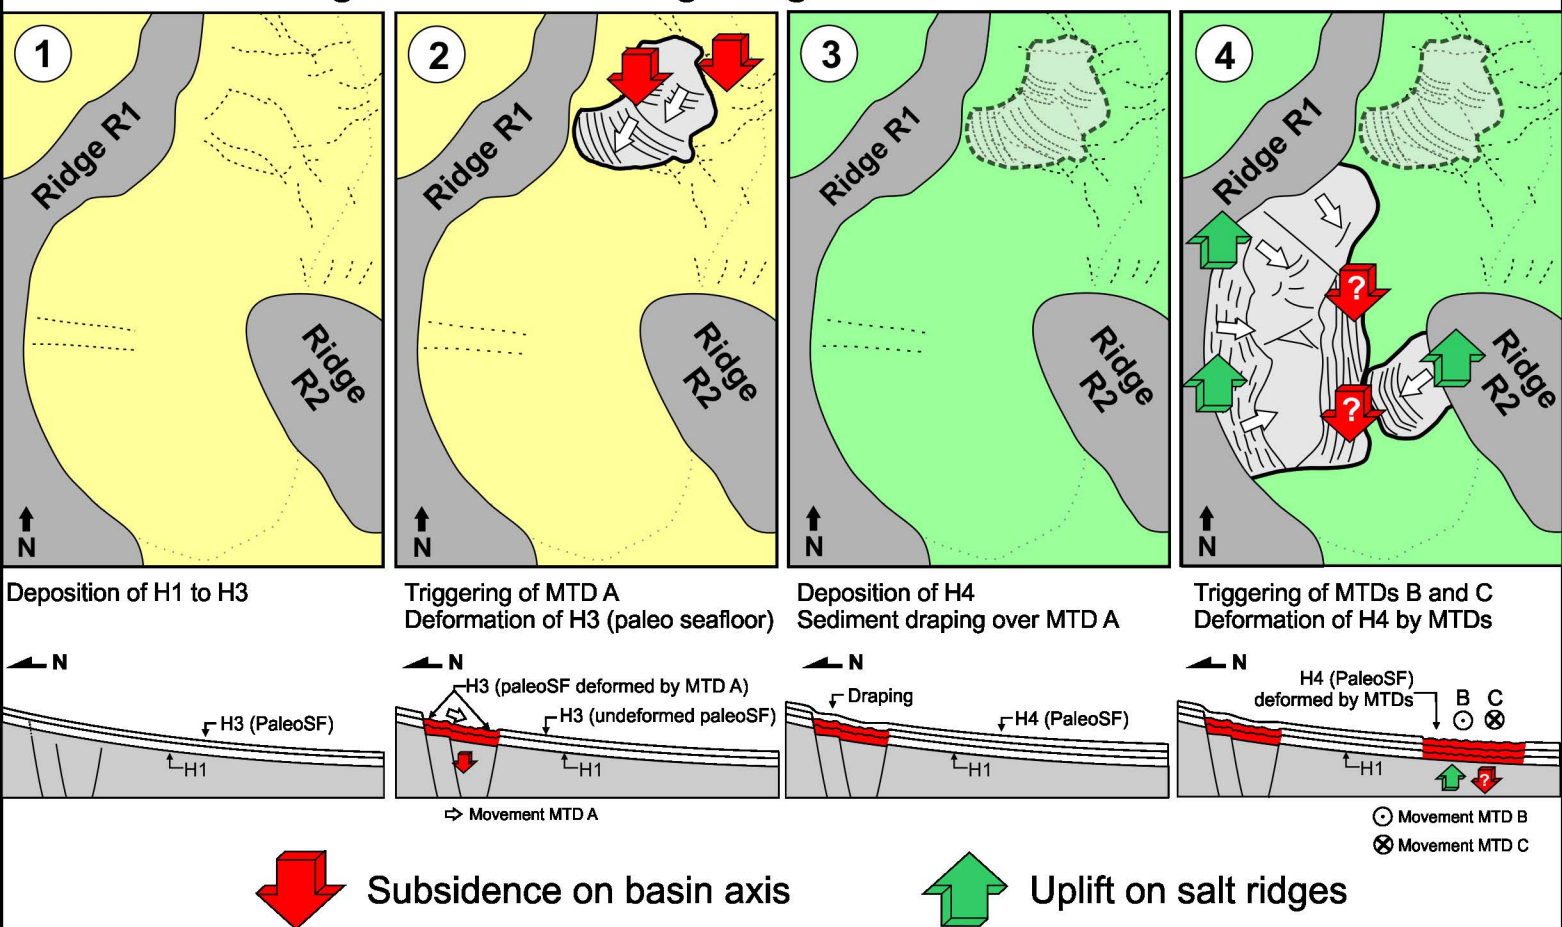 1
Ridge R1
Ridge
R2
N
2
Ridge R1
Ridge
R2
N
3
Ridge R1
Ridge
R2
N
4
Ridge R1
?
?
Ridge
R2
N
Deposition of H1 to H3
Triggering of MTD A
Deformation of H3 (paleo seafloor)
Deposition of H4
Sediment draping over MTD A
Triggering of MTDs B and C
Deformation of H4 by MTDs
N
H3 (PaleoSF)
H1
N
H3 (paleoSF deformed by MTD A)
H3 (undeformed paleoSF)
H1
Movement MTD A
N
Draping
H4 (PaleoSF)
H1
N
H4 (PaleoSF)
deformed by MTDs
B C
H1
?
Movement MTD B
Movement MTD C
Subsidence on basin axis
Uplift on salt ridges